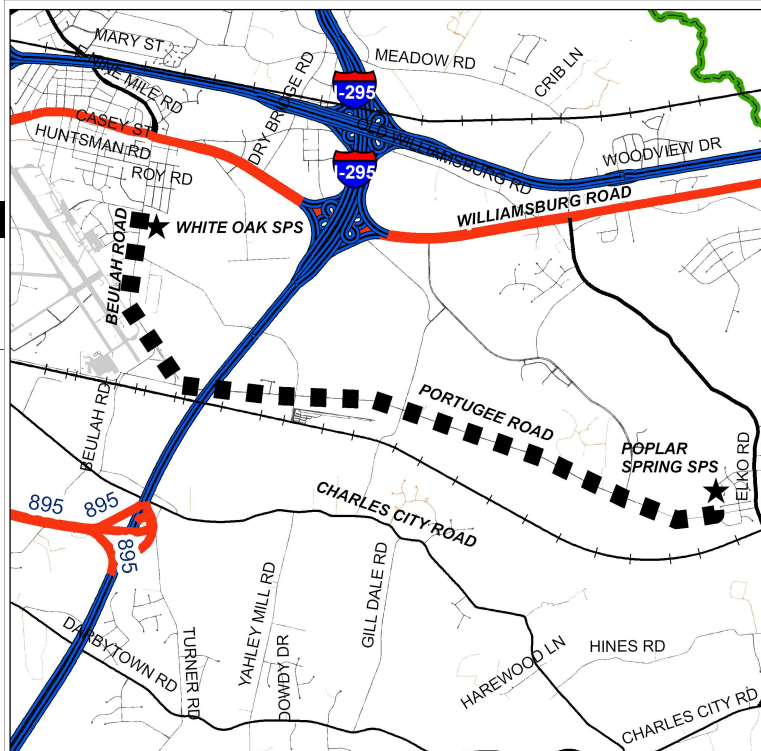 MARY ST
MEADOW RD
CRIB LN
NINE MILE RD
I-295
DRY BRIDGE RD
CASEY ST
HUNTSMAN RD
OLD WILLIAMSBURG RD
WOODVIEW DR
I-295
ROY RD
WILLIAMSBURG ROAD
BEULAH ROAD
WHITE OAK SPS
PORTUGEE ROAD
BEULAH RD
POPLAR
SPRING SPS
ELKO RD
CHARLES CITY ROAD
895
895
895
YAHLEY MILL RD
GILL DALE RD
DARBYTOWN RD
TURNER RD
DOWDY DR
HAREWOOD LN
HINES RD
CHARLES CITY RD